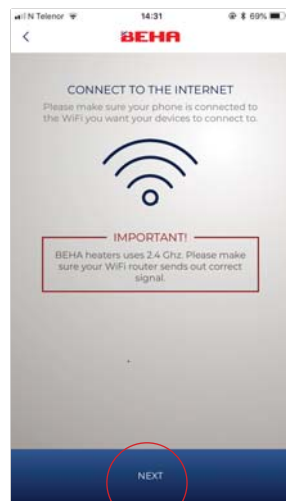 N Telenor 14:31 69%
BEHA
CONNECT TO THE INTERNET
Please make sure your phone is connected to
the WiFi you want your devices to connect to.
IMPORTANT!
BEHA heaters uses 2.4 Ghz. Please make
sure your WiFi router sends out correct
signal.
NEXT